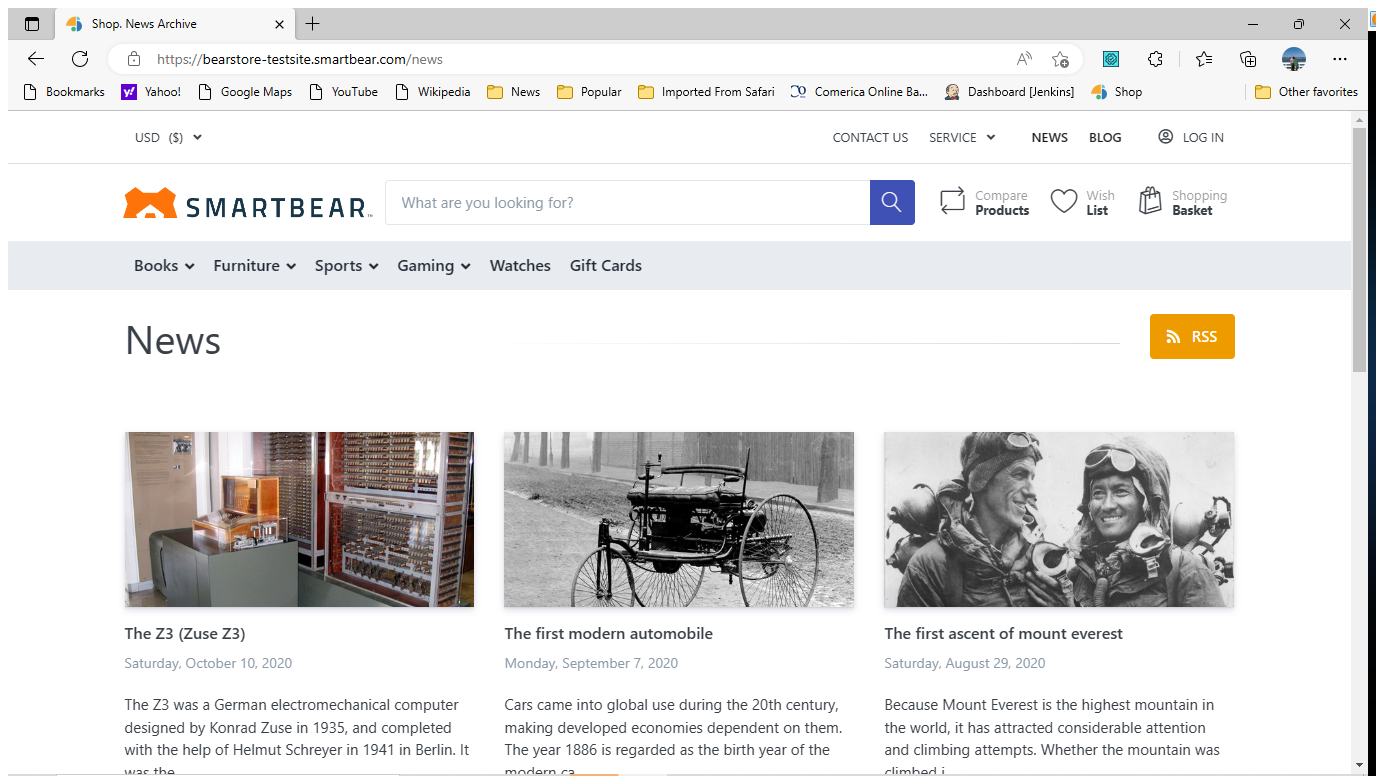 Shop. News Archive
https://bearstore-testsite.smartbear.com/news
Bookmarks Yahoo! Google Maps YouTube Wikipedia News Popular Imported From Safari Comerica Online Ba... Dashboard [Jenkins] Shop Other favorites
USD ($) CONTACT US SERVICE NEWS BLOG LOG IN
SMARTBEAR™ What are you looking for? Compare Products Wish List Shopping Basket
Books Furniture Sports Gaming Watches Gift Cards
News RSS
The Z3 (Zuse Z3)
Saturday, October 10, 2020
The Z3 was a German electromechanical computer
designed by Konrad Zuse in 1935, and completed
with the help of Helmut Schreyer in 1941 in Berlin. It
was the
The first modern automobile
Monday, September 7, 2020
Cars came into global use during the 20th century,
making developed economies dependent on them.
The year 1886 is regarded as the birth year of the
modern ca
The first ascent of mount everest
Saturday, August 29, 2020
Because Mount Everest is the highest mountain in
the world, it has attracted considerable attention
and climbing attempts. Whether the mountain was
climbed i